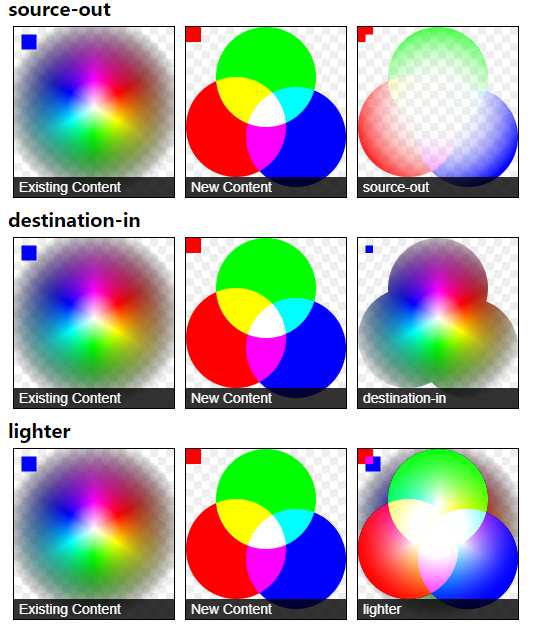 source-out
Existing Content
New Content
source-out
destination-in
Existing Content
New Content
destination-in
lighter
Existing Content
New Content
lighter